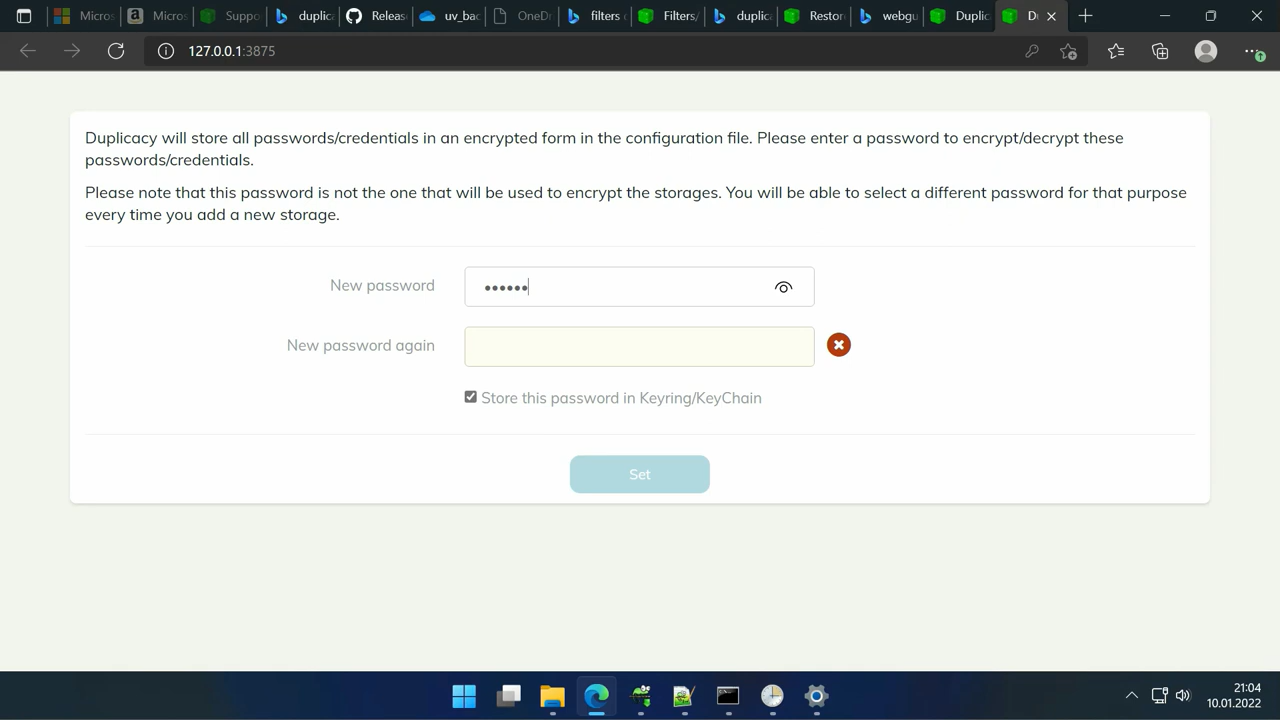 Micros
Micros
Suppo
duplic
Releas
uv_bac
OneDr
filters
Filters/
duplic
Restor
webgu
Duplic
Du
127.0.0.1:3875
Duplicacy will store all passwords/credentials in an encrypted form in the configuration file. Please enter a password to encrypt/decrypt these
passwords/credentials.
Please note that this password is not the one that will be used to encrypt the storages. You will be able to select a different password for that purpose
every time you add a new storage.
New password
••••••
New password again
Store this password in Keyring/KeyChain
Set
21:04
10.01.2022